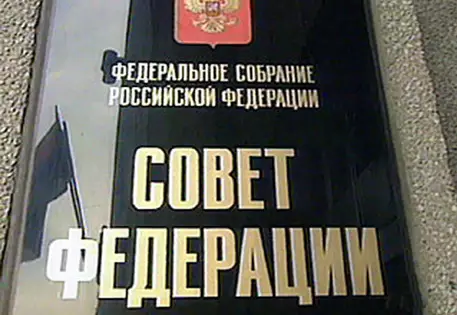 ФЕДЕРАЛЬНОЕ СОБРАНИЕ
РОССИЙСКОЙ ФЕДЕРАЦИИ
СОВЕТ
ФЕДЕРАЦИИ